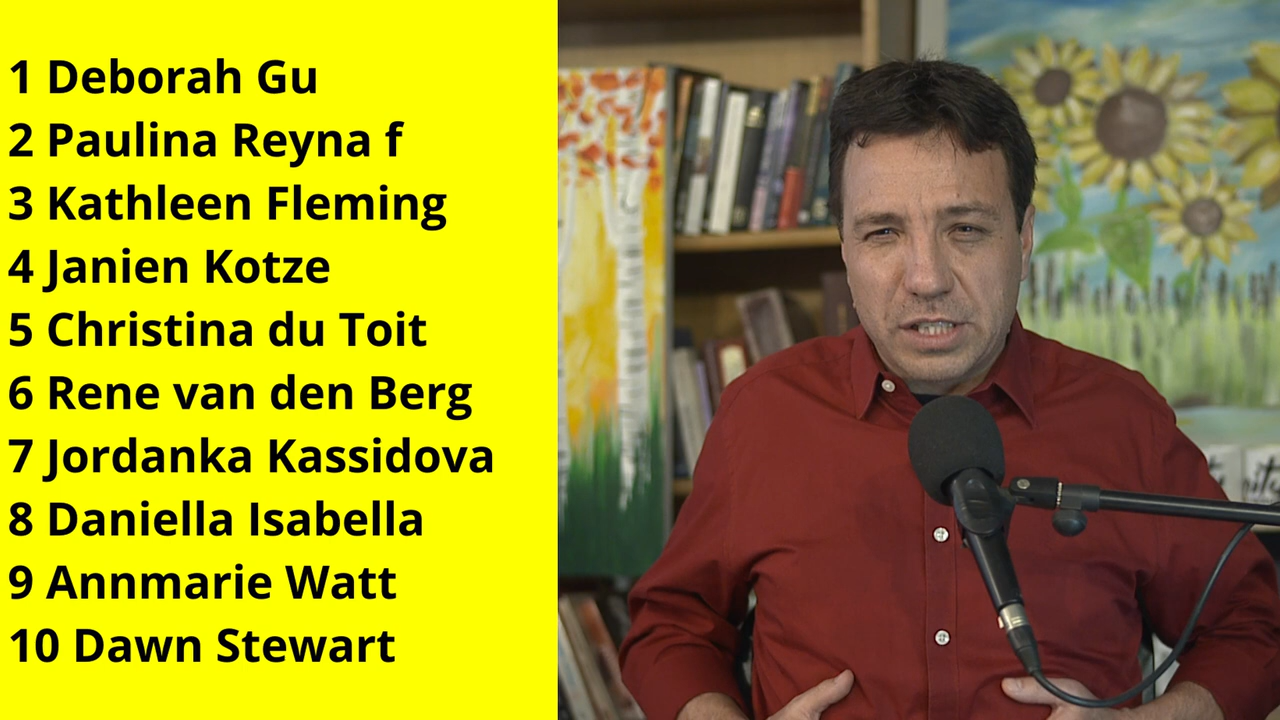 1 Deborah Gu
2 Paulina Reyna f
3 Kathleen Fleming
4 Janien Kotze
5 Christina du Toit
6 Rene van den Berg
7 Jordanka Kassidova
8 Daniella Isabella
9 Annmarie Watt
10 Dawn Stewart